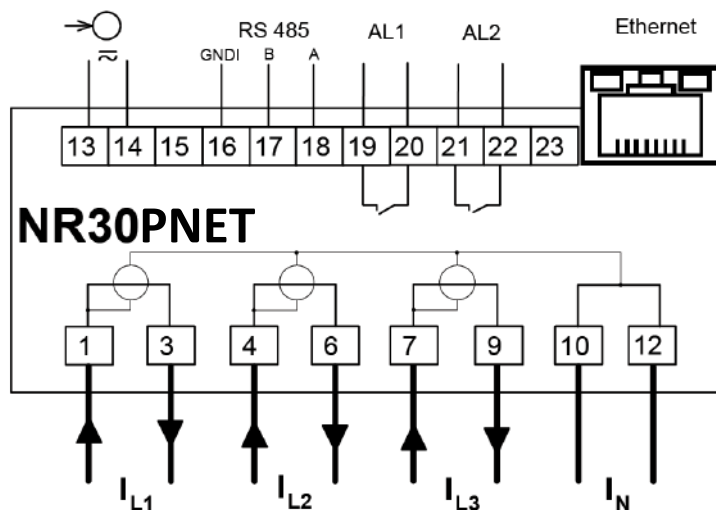 RS 485 AL1 AL2 Ethernet
GNDI B A
13 14 15 16 17 18 19 20 21 22 23
NR30PNET
1 3 4 6 7 9 10 12
IL1 IL2 IL3 IN